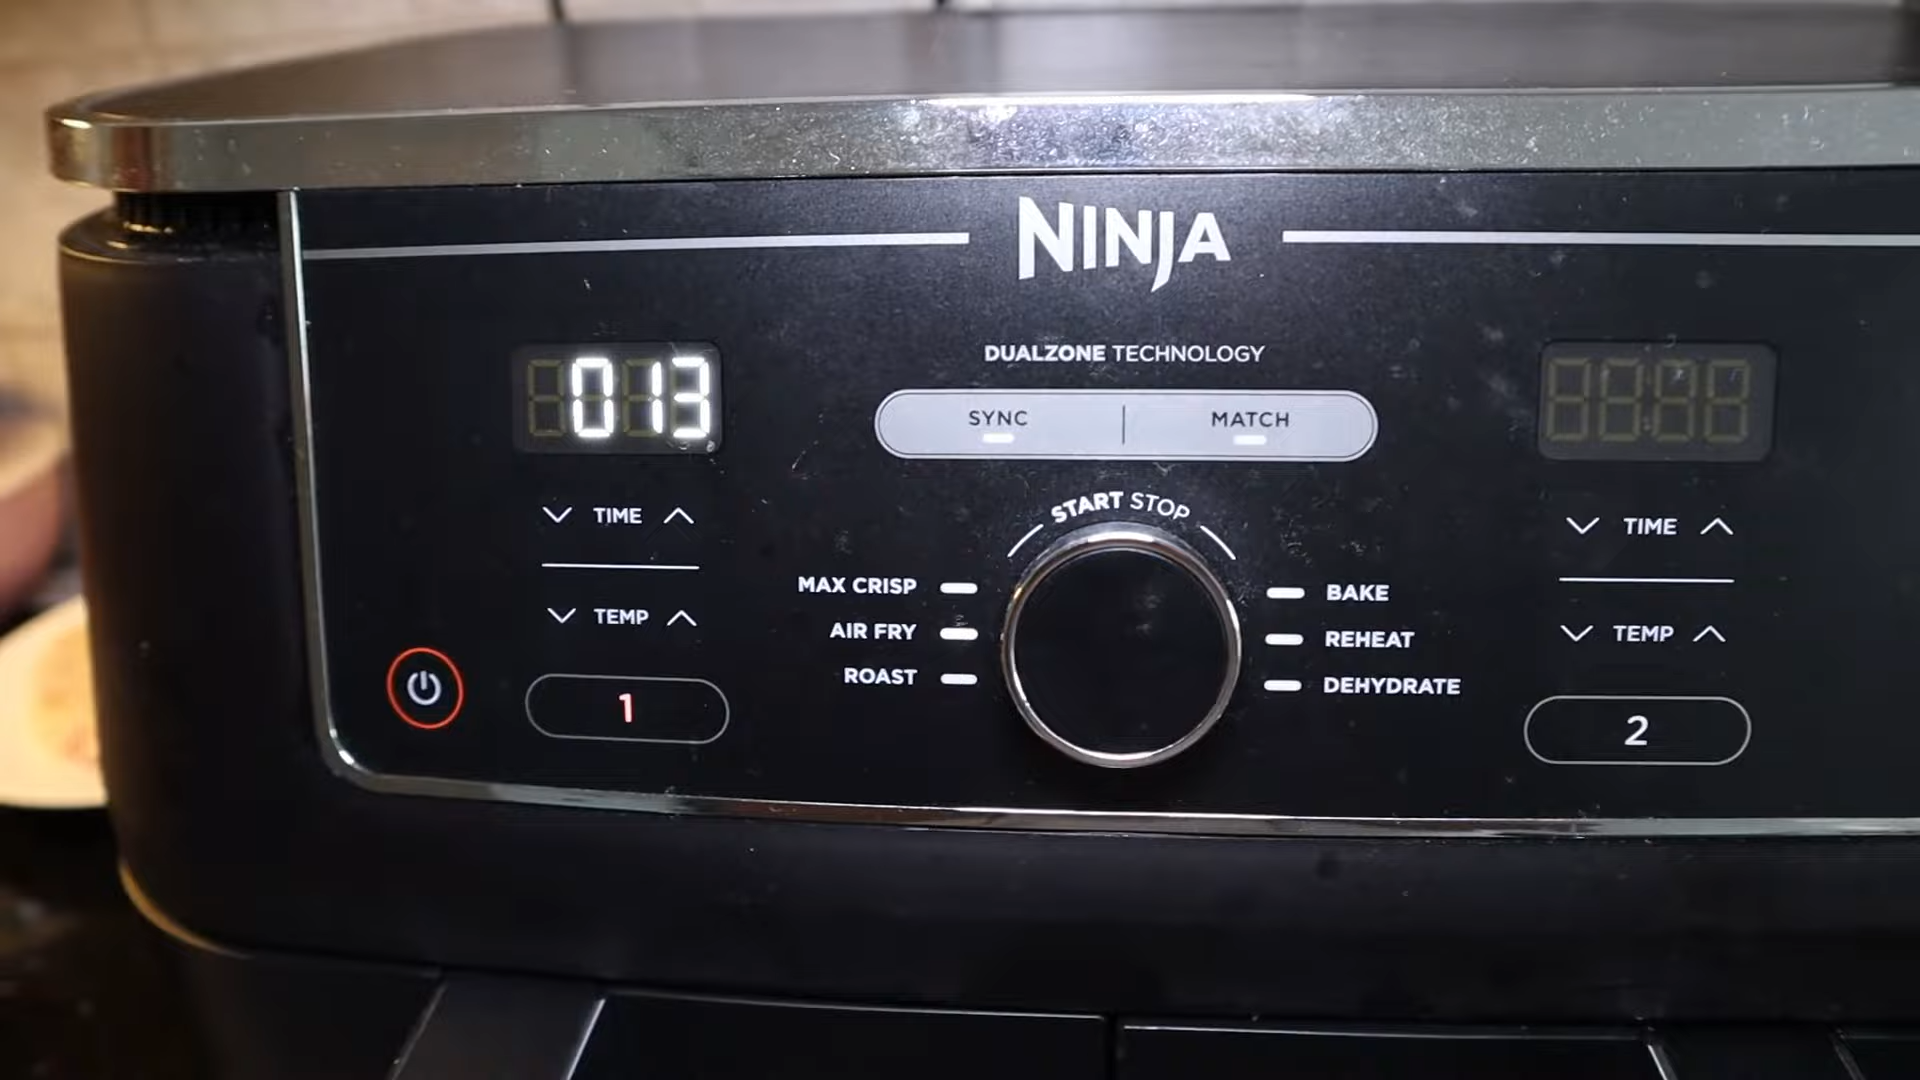 NINJA
DUALZONE TECHNOLOGY
013
SYNC | MATCH
START STOP
TIME
TEMP
1
MAX CRISP
AIR FRY
ROAST
BAKE
REHEAT
DEHYDRATE
TIME
TEMP
2